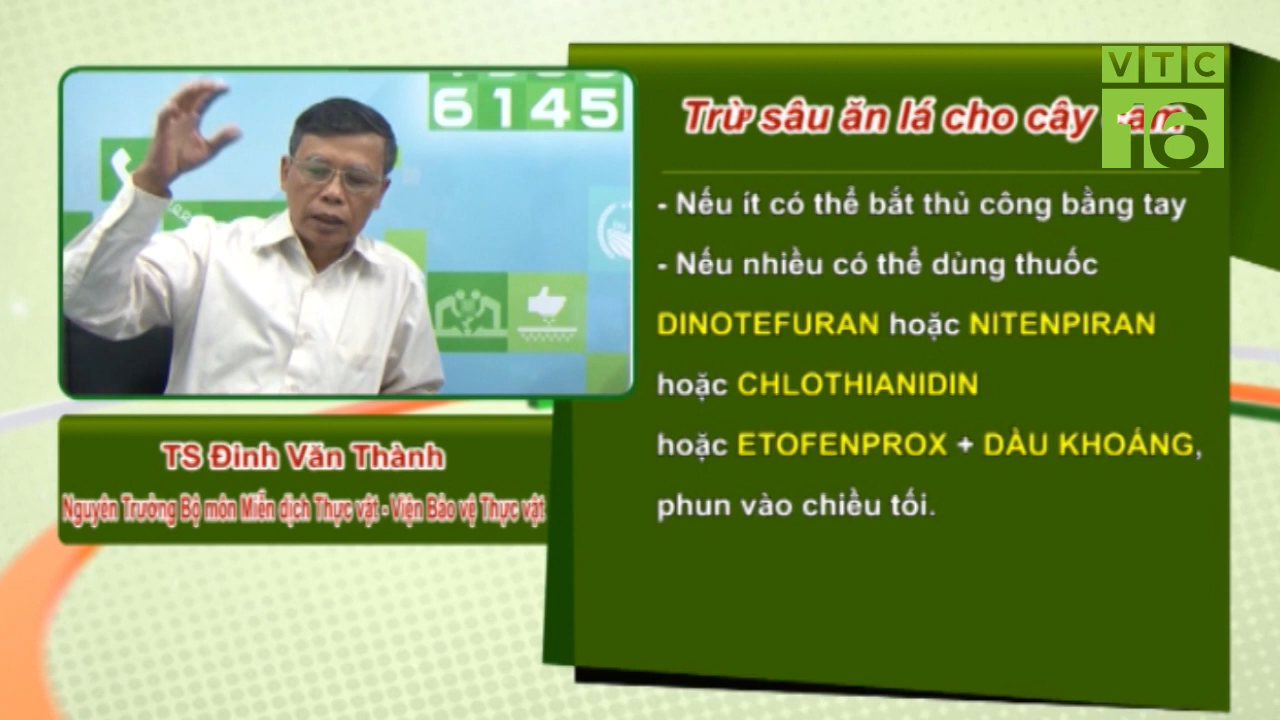 VTC
16
6145
Trừ sâu ăn lá cho cây
- Nếu ít có thể bắt thủ công bằng tay
- Nếu nhiều có thể dùng thuốc
DINOTEFURAN hoặc NITENPIRAN
hoặc CHLOTHIANIDIN
hoặc ETOFENPROX + DẦU KHOÁNG,
phun vào chiều tối.
TS Đinh Văn Thành
Nguyên Trưởng Bộ môn Miễn dịch Thực vật - Viện Bảo vệ Thực vật